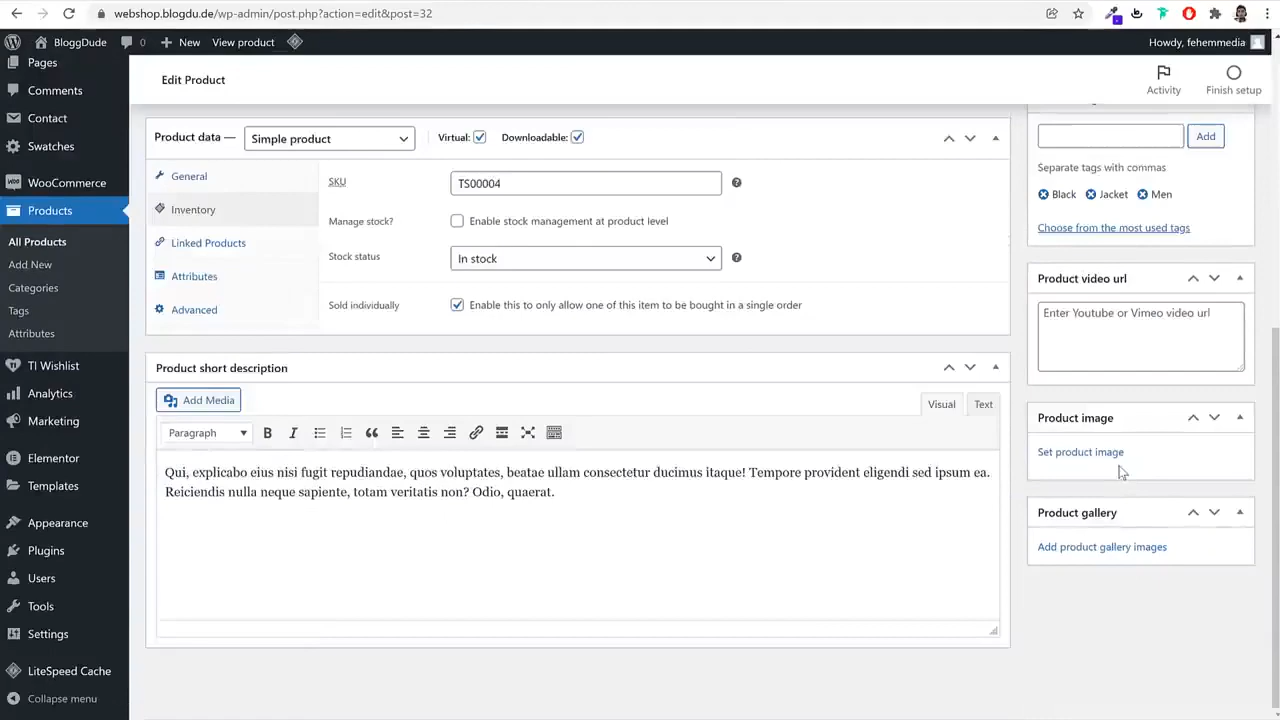 webshop.blogdu.de/wp-admin/post.php?action=edit&post=32
BloggDude
0
New
View product
Howdy, fehemmedia
Pages
Comments
Contact
Swatches
WooCommerce
Products
All Products
Add New
Categories
Tags
Attributes
TI Wishlist
Analytics
Marketing
Elementor
Templates
Appearance
Plugins
Users
Tools
Settings
LiteSpeed Cache
Collapse menu
Edit Product
Activity
Finish setup
Product data —
Simple product
Virtual:
Downloadable:
General
Inventory
Linked Products
Attributes
Advanced
SKU
TS00004
Manage stock?
Enable stock management at product level
Stock status
In stock
Sold individually
Enable this to only allow one of this item to be bought in a single order
Product short description
Add Media
Visual
Text
Paragraph
Qui, explicabo eius nisi fugit repudiandae, quos voluptates, beatae ullam consectetur ducimus itaque! Tempore provident eligendi sed ipsum ea.
Reiciendis nulla neque sapiente, totam veritatis non? Odio, quaerat.
Add
Separate tags with commas
Black
Jacket
Men
Choose from the most used tags
Product video url
Enter Youtube or Vimeo video url
Product image
Set product image
Product gallery
Add product gallery images